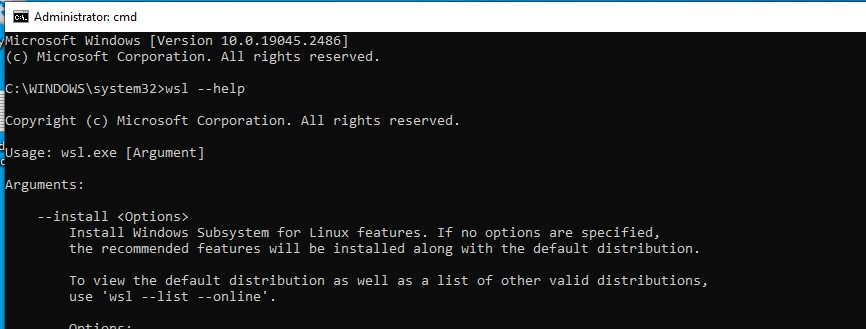 Administrator: cmd
Microsoft Windows [Version 10.0.19045.2486]
(c) Microsoft Corporation. All rights reserved.
C:\WINDOWS\system32>wsl --help
Copyright (c) Microsoft Corporation. All rights reserved.
Usage: wsl.exe [Argument]
Arguments:
--install <Options>
Install Windows Subsystem for Linux features. If no options are specified,
the recommended features will be installed along with the default distribution.
To view the default distribution as well as a list of other valid distributions,
use 'wsl --list --online'.
Options: